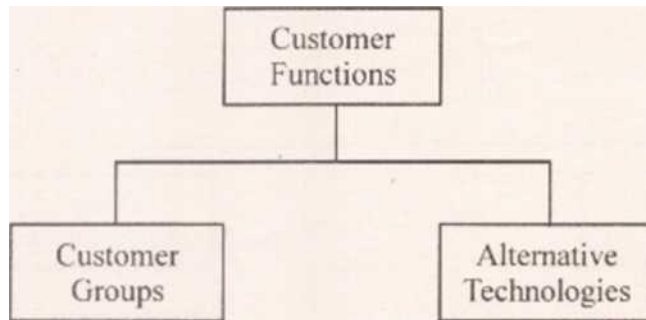 Customer
Functions
Customer
Groups
Alternative
Technologies